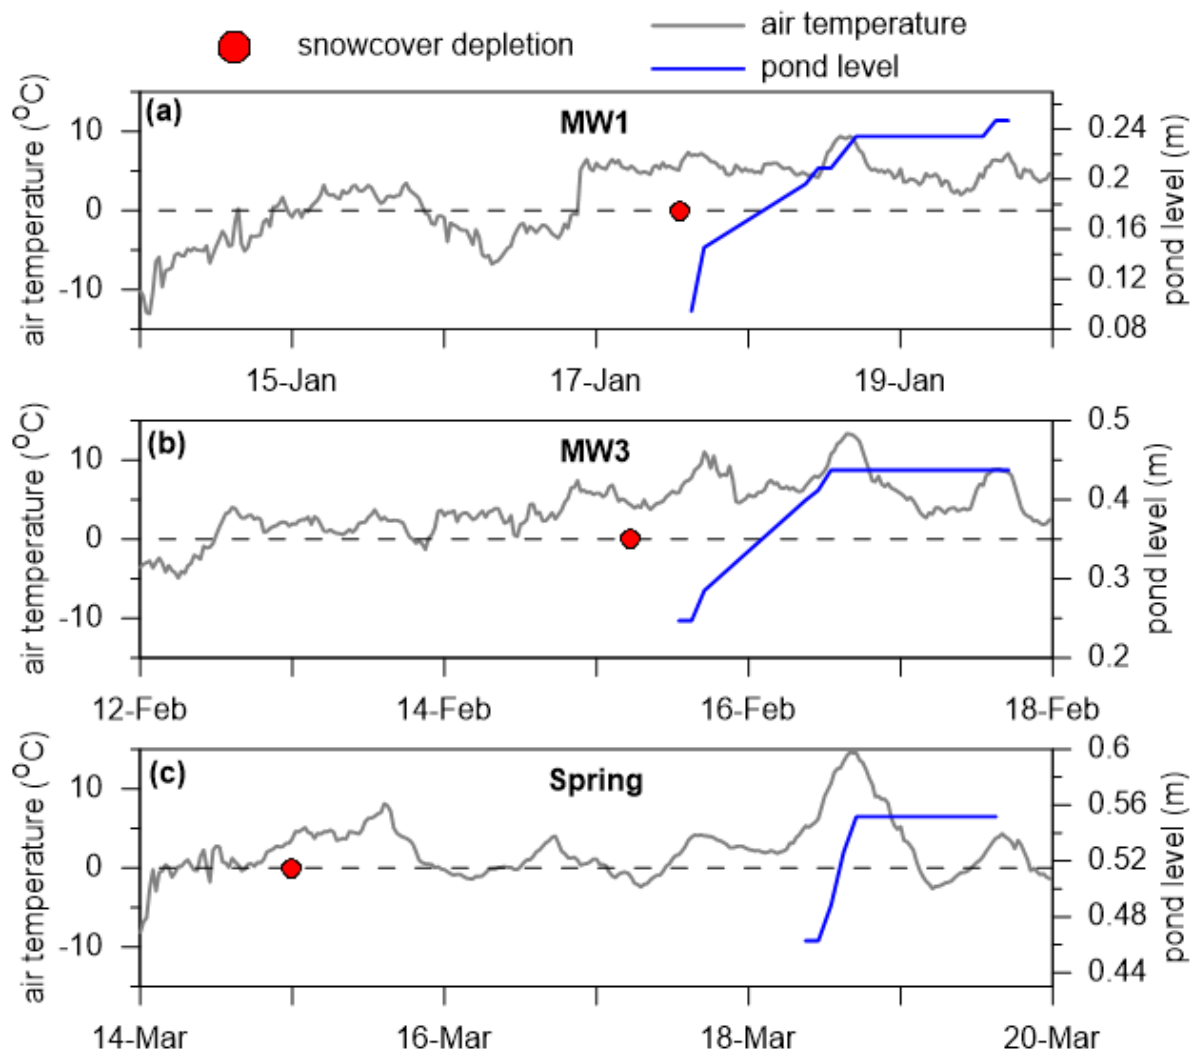 snowcover depletion
air temperature
pond level
(a)
MW1
air temperature (°C)
10
0
-10
0.24
0.2
0.16
0.12
0.08
pond level (m)
15-Jan 17-Jan 19-Jan
(b)
MW3
air temperature (°C)
10
0
-10
0.5
0.4
0.3
0.2
pond level (m)
12-Feb 14-Feb 16-Feb 18-Feb
(c)
Spring
air temperature (°C)
10
0
-10
0.6
0.56
0.52
0.48
0.44
pond level (m)
14-Mar 16-Mar 18-Mar 20-Mar